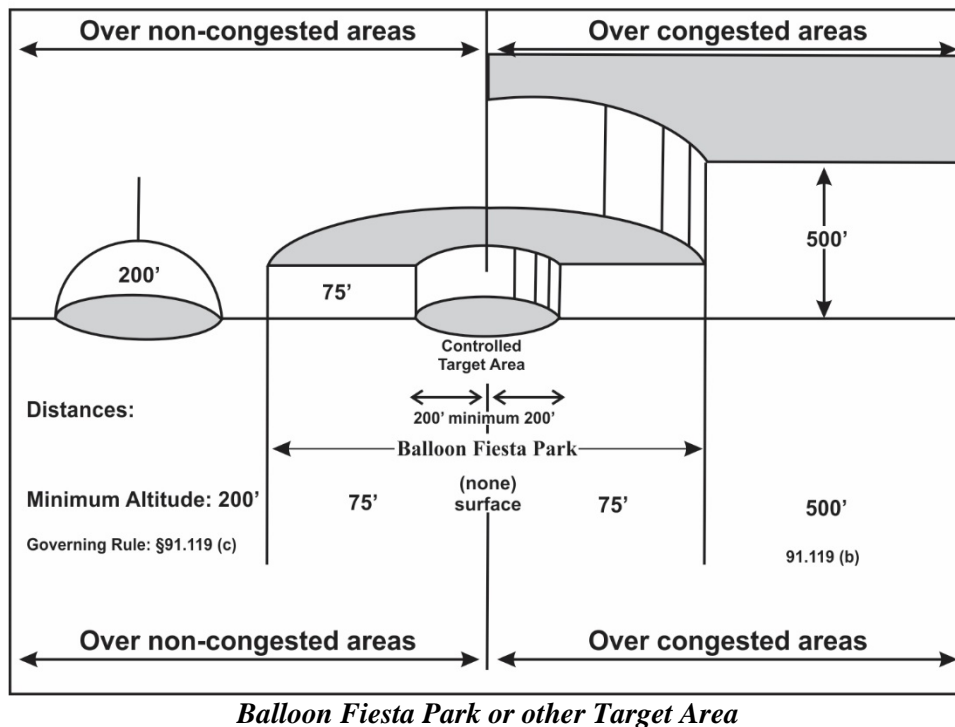 Over non-congested areas
Over congested areas
200'
75'
500'
Controlled
Target Area
Distances:
200' minimum 200'
Balloon Fiesta Park
Minimum Altitude: 200'
75'
(none)
surface
75'
500'
Governing Rule: §91.119 (c)
91.119 (b)
Over non-congested areas
Over congested areas
Balloon Fiesta Park or other Target Area